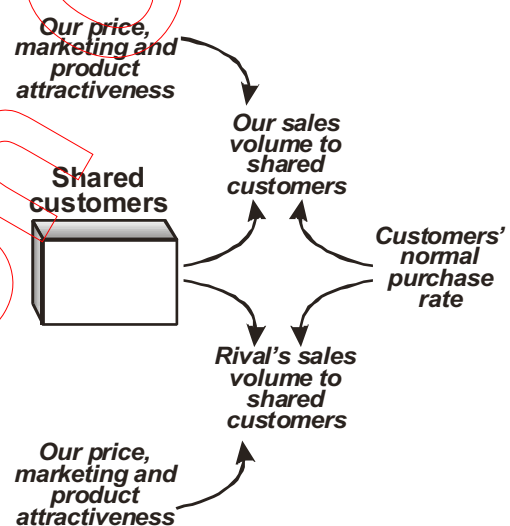 Our price,
marketing and
product
attractiveness
Our sales
volume to
shared
customers
Shared
customers
Customers’
normal
purchase
rate
Rival’s sales
volume to
shared
customers
Our price,
marketing and
product
attractiveness